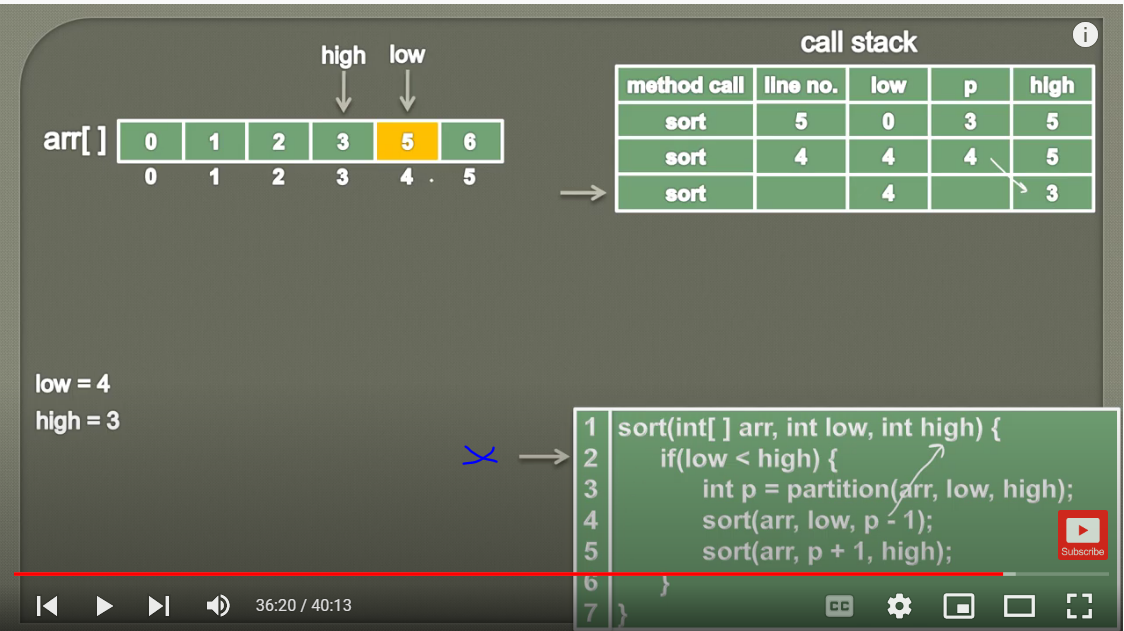 high low
call stack
method call line no. low p high
arr[ ] 0 1 2 3 5 6
sort 5 0 3 5
sort 4 4 4 5
0 1 2 3 4 . 5
sort 4 3
low = 4
high = 3
1 sort(int[ ] arr, int low, int high) {
2 if(low < high) {
3 int p = partition(arr, low, high);
4 sort(arr, low, p - 1);
5 sort(arr, p + 1, high);
Subscribe
6 }
7 }
36:20 / 40:13
CC
i